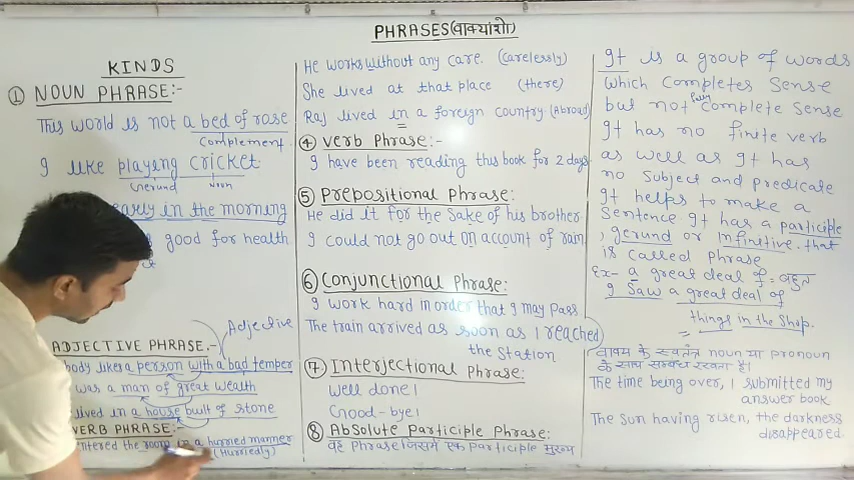 PHRASES(वाक्यांशो)
KINDS
① NOUN PHRASE:-
This world is not a bed of rose
Complement
I like playing cricket.
Gerund Noun
early in the morning
good for health
Adjective
ADJECTIVE PHRASE.-
body like a person with a bad temper
was a man of great wealth
lived in a house built of stone
VERB PHRASE:-
entered the room in a hurried manner
(Hurriedly)
He works without any care. (carelessly)
She lived at that place (there)
Raj lived in a foreign country (Abroad)
④ Verb Phrase:-
I have been reading this book for 2 days
⑤ Prepositional Phrase:
He did it for the sake of his brother
I could not go out on account of rain
⑥ Conjunctional Phrase:
I work hard in order that I may pass
The train arrived as soon as I reached
the Station
⑦ Interjectional Phrase:
Well done!
Good-bye!
⑧ Absolute Participle Phrase:
वह Phrase जिसमें एक Participle मुख्य
It is a group of words
which completes sense
but not fully complete sense
It has no finite verb
as well as It has
no subject and predicate
It helps to make a
sentence. It has a participle
, gerund or infinitive. that
is called phrase
Ex- a great deal of = बहुत
I saw a great deal of
things in the shop.
वाक्य के स्वतंत्र noun या pronoun
के साथ सम्बंध रखता है।
The time being over, I submitted my
answer book
The sun having risen, the darkness
disappeared.